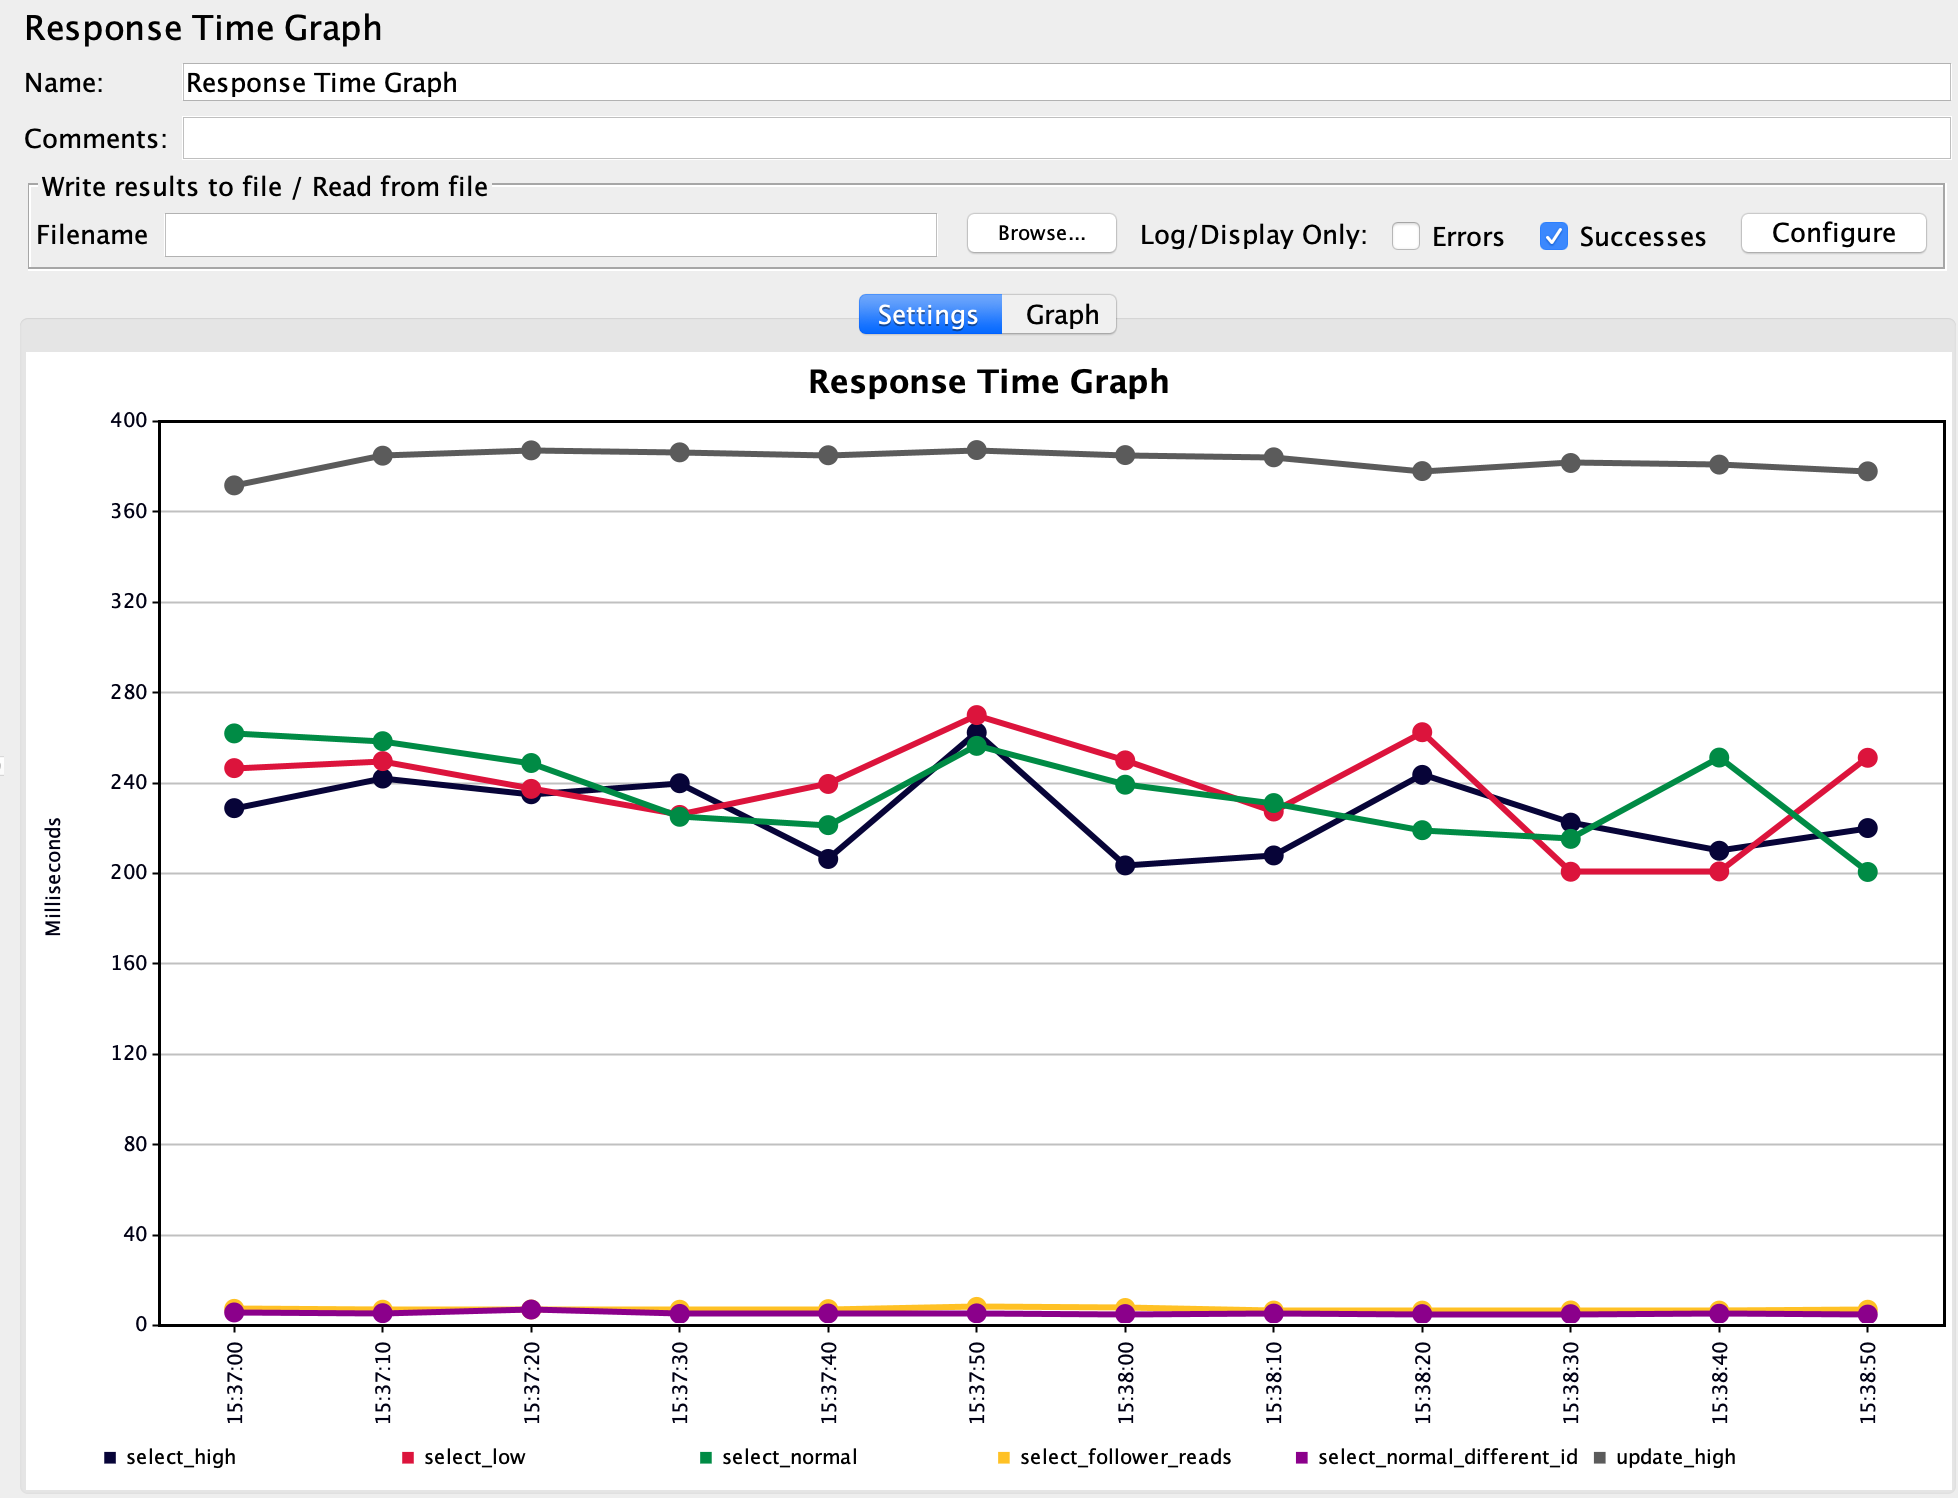 Response Time Graph
Name: Response Time Graph
Comments:
Write results to file / Read from file
Filename Browse... Log/Display Only: Errors Successes Configure
Settings Graph
Response Time Graph
400
360
320
280
240
200
160
120
80
40
0
Milliseconds
15:37:00 15:37:10 15:37:20 15:37:30 15:37:40 15:37:50 15:38:00 15:38:10 15:38:20 15:38:30 15:38:40 15:38:50
select_high select_low select_normal select_follower_reads select_normal_different_id update_high